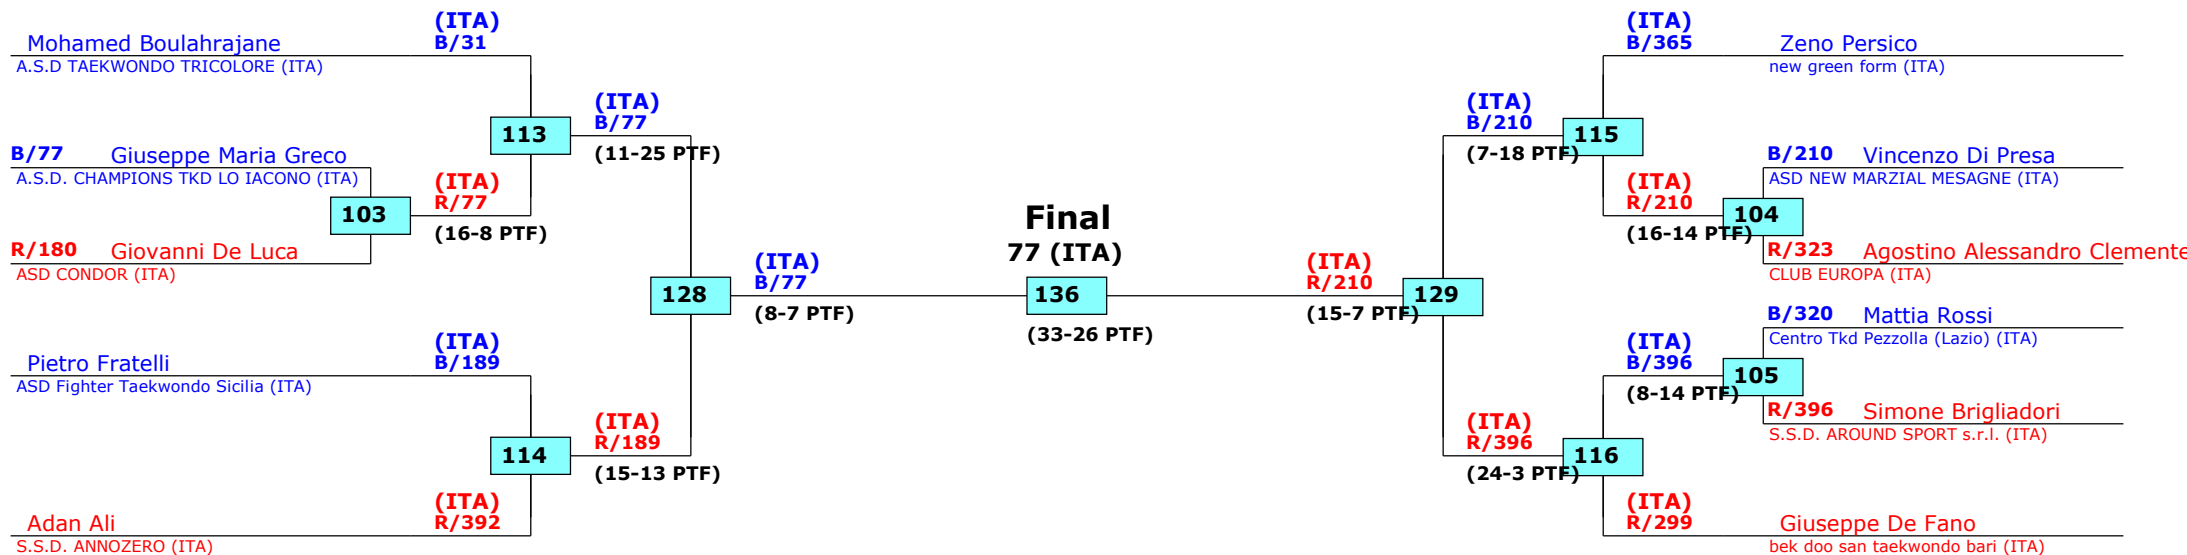 (ITA)
B/31
Mohamed Boulahrajane
A.S.D TAEKWONDO TRICOLORE (ITA)
113
(ITA)
B/77
(11-25 PTF)
B/77 Giuseppe Maria Greco
A.S.D. CHAMPIONS TKD LO IACONO (ITA)
103
(ITA)
R/77
(16-8 PTF)
R/180 Giovanni De Luca
ASD CONDOR (ITA)
128
(ITA)
B/77
(8-7 PTF)
(ITA)
B/189
Pietro Fratelli
ASD Fighter Taekwondo Sicilia (ITA)
114
(ITA)
R/189
(15-13 PTF)
(ITA)
R/392
Adan Ali
S.S.D. ANNOZERO (ITA)
Final
77 (ITA)
136
(33-26 PTF)
(ITA)
R/210
(15-7 PTF)
129
(ITA)
B/365
Zeno Persico
new green form (ITA)
(ITA)
B/210
(7-18 PTF)
115
B/210 Vincenzo Di Presa
ASD NEW MARZIAL MESAGNE (ITA)
(ITA)
R/210
(16-14 PTF)
104
R/323 Agostino Alessandro Clemente
CLUB EUROPA (ITA)
B/320 Mattia Rossi
Centro Tkd Pezzolla (Lazio) (ITA)
(ITA)
B/396
(8-14 PTF)
105
R/396 Simone Brigliadori
S.S.D. AROUND SPORT s.r.l. (ITA)
(ITA)
R/396
(24-3 PTF)
116
(ITA)
R/299
Giuseppe De Fano
bek doo san taekwondo bari (ITA)